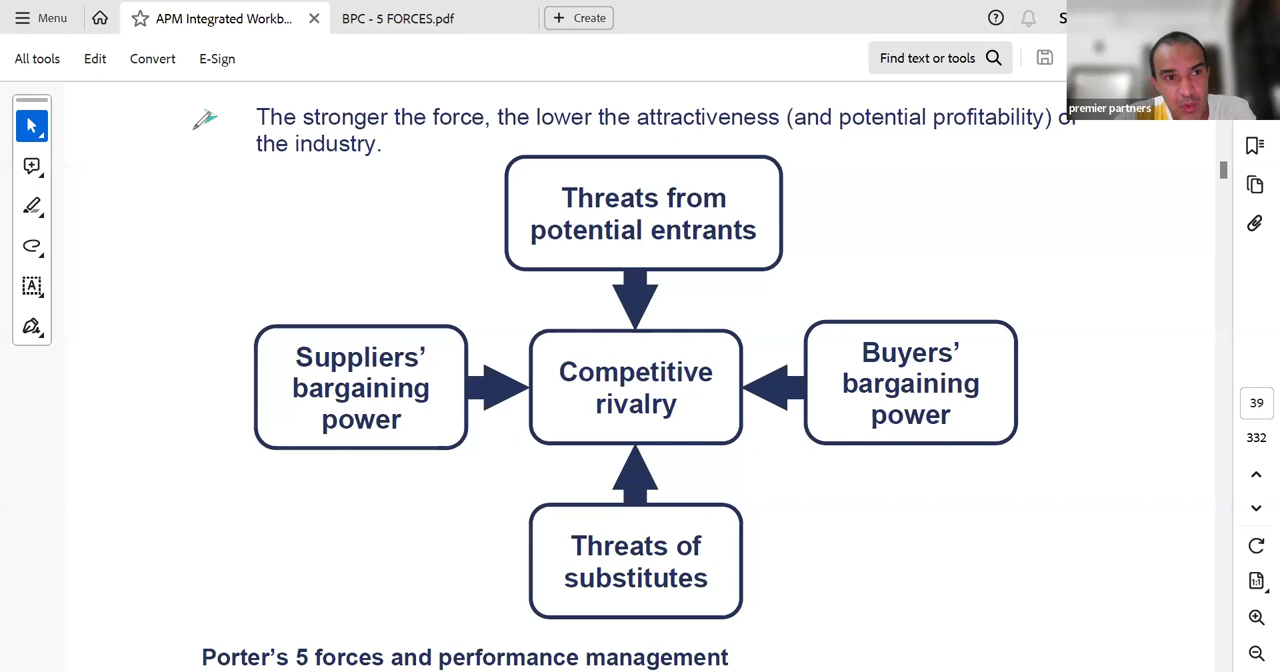 Menu
APM Integrated Workb...
BPC - 5 FORCES.pdf
Create
S
All tools
Edit
Convert
E-Sign
Find text or tools
premier partners
The stronger the force, the lower the attractiveness (and potential profitability) of
the industry.
Threats from
potential entrants
Suppliers’
bargaining
power
Competitive
rivalry
Buyers’
bargaining
power
Threats of
substitutes
39
332
Porter’s 5 forces and performance management